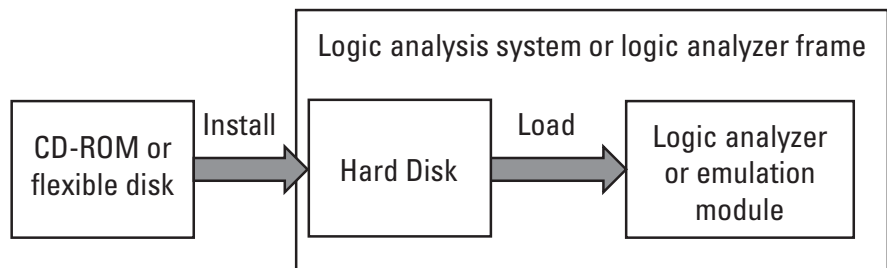 Logic analysis system or logic analyzer frame
CD-ROM or
flexible disk
Install
Hard Disk
Load
Logic analyzer
or emulation
module